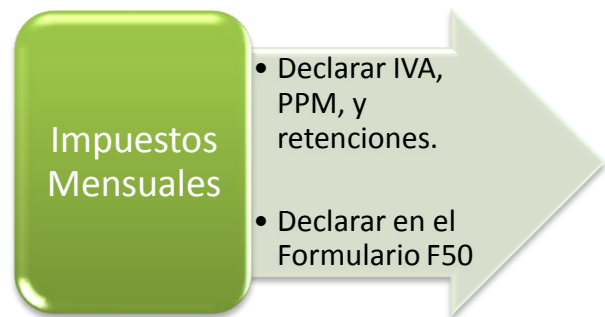 Impuestos
Mensuales
• Declarar IVA,
PPM, y
retenciones.
• Declarar en el
Formulario F50